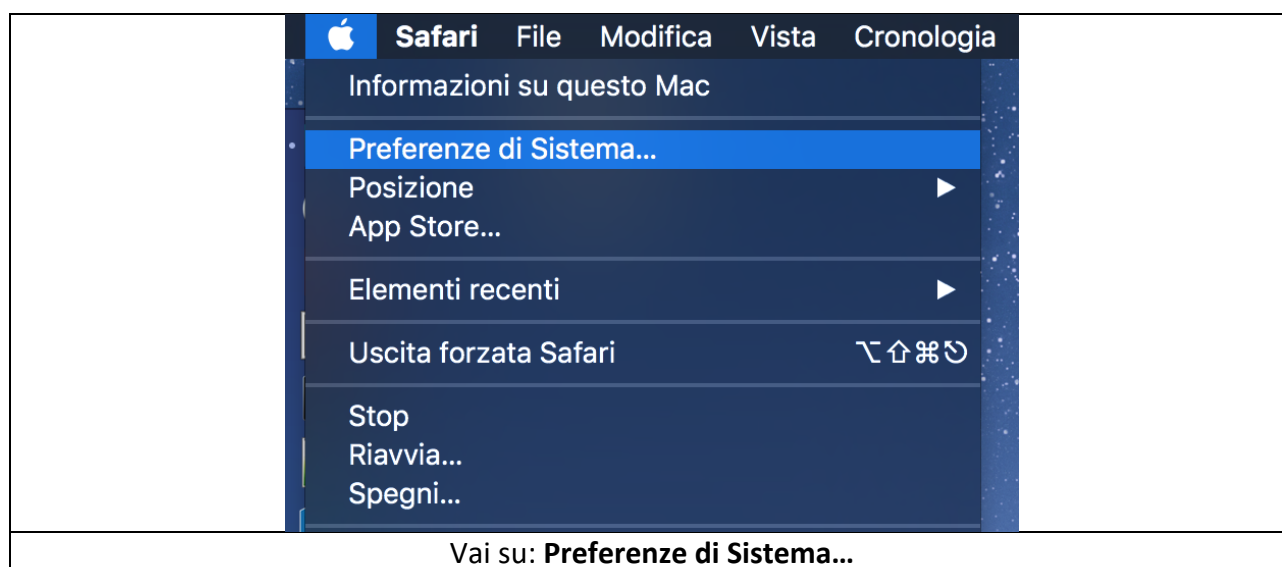 Safari File Modifica Vista Cronologia
Informazioni su questo Mac
Preferenze di Sistema...
Posizione
App Store...
Elementi recenti
Uscita forzata Safari ⌥⇧⌘⎋
Stop
Riavvia...
Spegni...
Vai su: Preferenze di Sistema…